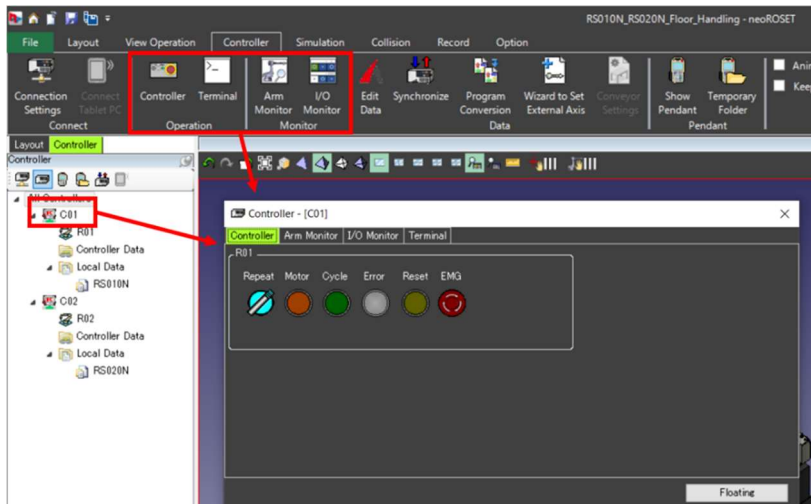 RS010N_RS020N_Floor_Handling - neoROSET
File Layout View Operation Controller Simulation Collision Record Option
Connection Settings
Connect Tablet PC
Controller
Terminal
Arm Monitor
I/O Monitor
Edit Data
Synchronize
Program Conversion
Wizard to Set External Axis
Conveyor Settings
Show Pendant
Temporary Folder
Connect Operation Monitor Data Pendant
Layout Controller
Controller
All Controllers
C01
R01
Controller Data
Local Data
RS010N
C02
R02
Controller Data
Local Data
RS020N
Controller - [C01]
Controller Arm Monitor I/O Monitor Terminal
R01
Repeat Motor Cycle Error Reset EMG
Floating